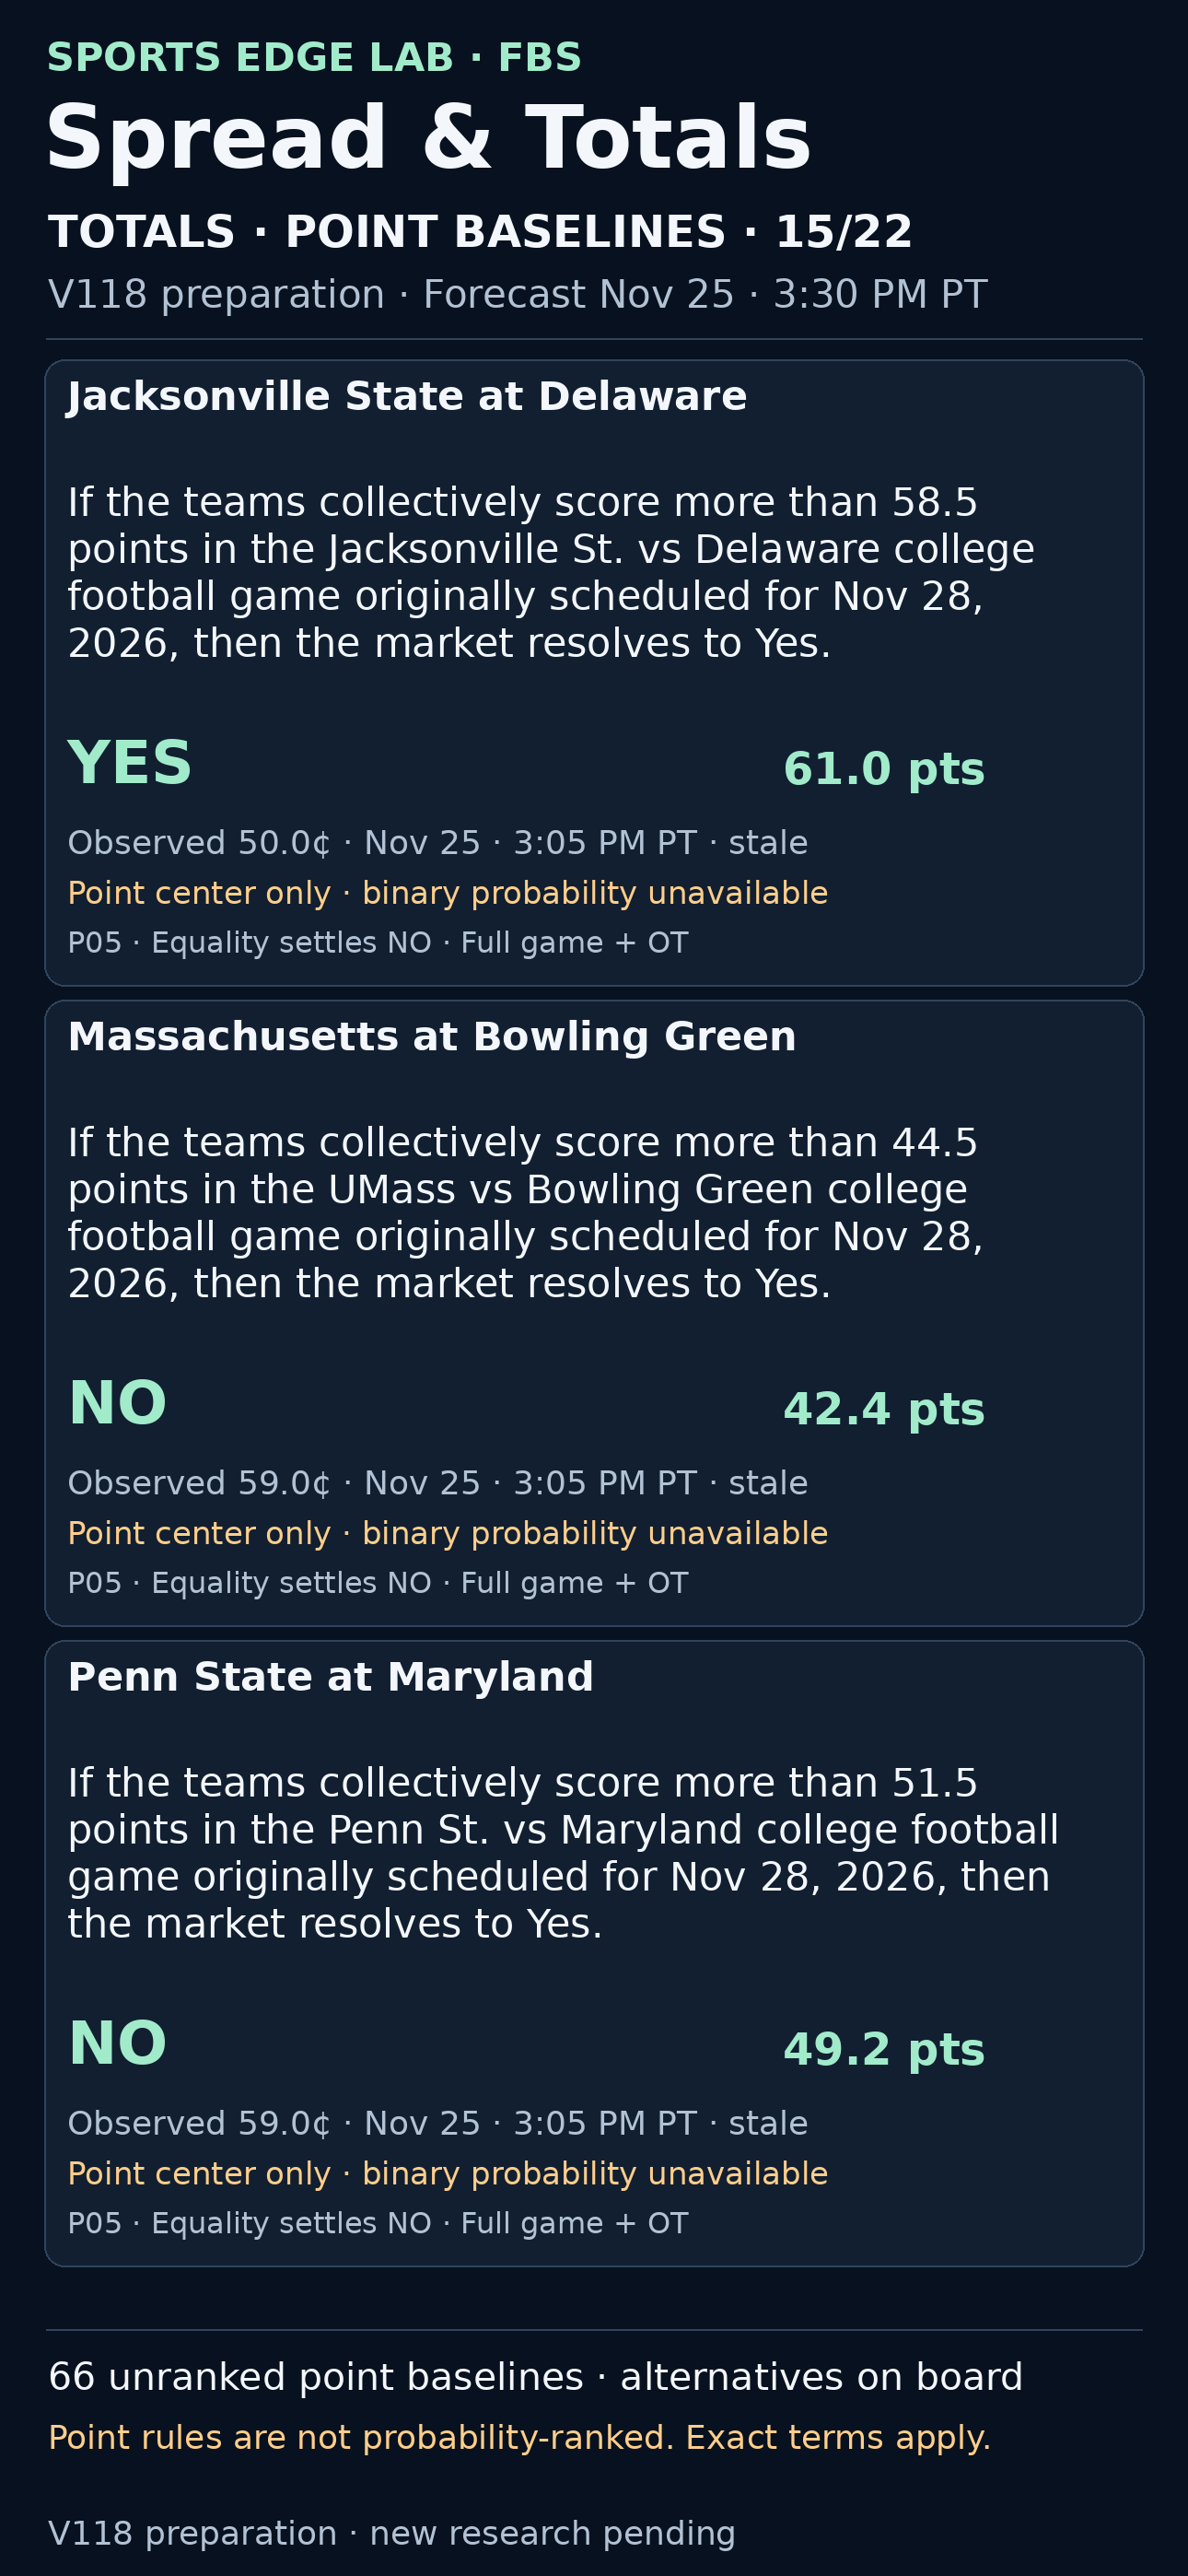 SPORTS EDGE LAB · FBS
Spread & Totals
TOTALS · POINT BASELINES · 15/22
V118 preparation · Forecast Nov 25 · 3:30 PM PT
Jacksonville State at Delaware
If the teams collectively score more than 58.5
points in the Jacksonville St. vs Delaware college
football game originally scheduled for Nov 28,
2026, then the market resolves to Yes.
YES 61.0 pts
Observed 50.0¢ · Nov 25 · 3:05 PM PT · stale
Point center only · binary probability unavailable
P05 · Equality settles NO · Full game + OT
Massachusetts at Bowling Green
If the teams collectively score more than 44.5
points in the UMass vs Bowling Green college
football game originally scheduled for Nov 28,
2026, then the market resolves to Yes.
NO 42.4 pts
Observed 59.0¢ · Nov 25 · 3:05 PM PT · stale
Point center only · binary probability unavailable
P05 · Equality settles NO · Full game + OT
Penn State at Maryland
If the teams collectively score more than 51.5
points in the Penn St. vs Maryland college football
game originally scheduled for Nov 28, 2026, then
the market resolves to Yes.
NO 49.2 pts
Observed 59.0¢ · Nov 25 · 3:05 PM PT · stale
Point center only · binary probability unavailable
P05 · Equality settles NO · Full game + OT
66 unranked point baselines · alternatives on board
Point rules are not probability-ranked. Exact terms apply.
V118 preparation · new research pending